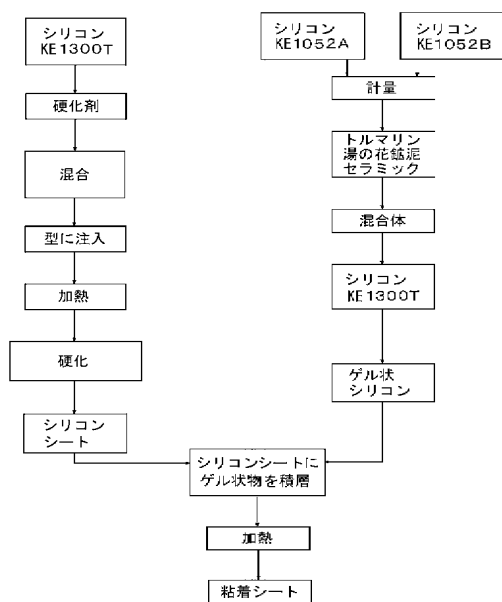 シリコン
KE1300T
硬化剤
混合
型に注入
加熱
硬化
シリコン
シート
シリコン
KE1052A
シリコン
KE1052B
計量
トルマリン
湯の花鉱泥
セラミック
混合体
シリコン
KE1300T
ゲル状
シリコン
シリコンシートに
ゲル状物を積層
加熱
粘着シート